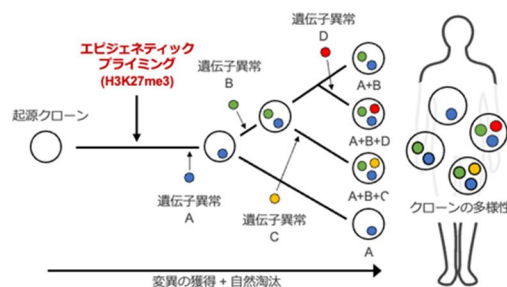 エピジェネティック
プライミング
(H3K27me3)
起源クローン
遺伝子異常
A
遺伝子異常
B
遺伝子異常
C
遺伝子異常
D
A+B
A+B+D
A+B+C
A
クローンの多様性
変異の獲得 + 自然淘汰